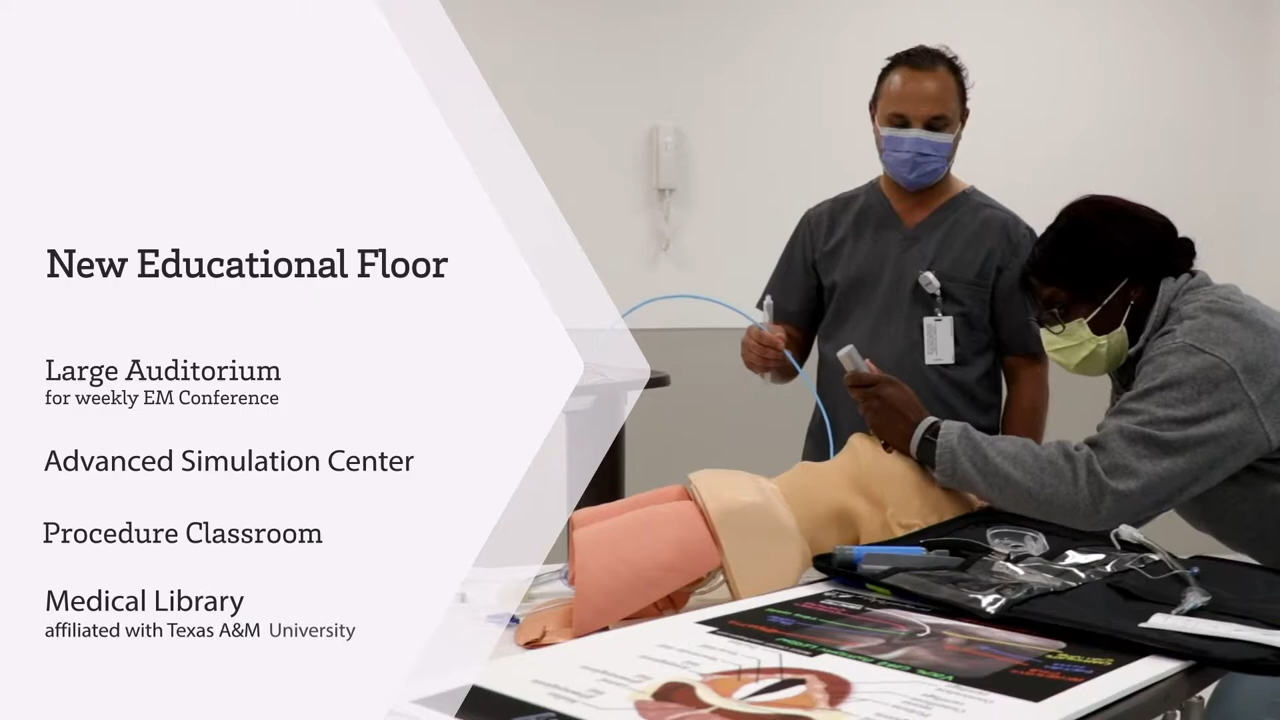 New Educational Floor
Large Auditorium
for weekly EM Conference
Advanced Simulation Center
Procedure Classroom
Medical Library
affiliated with Texas A&M University